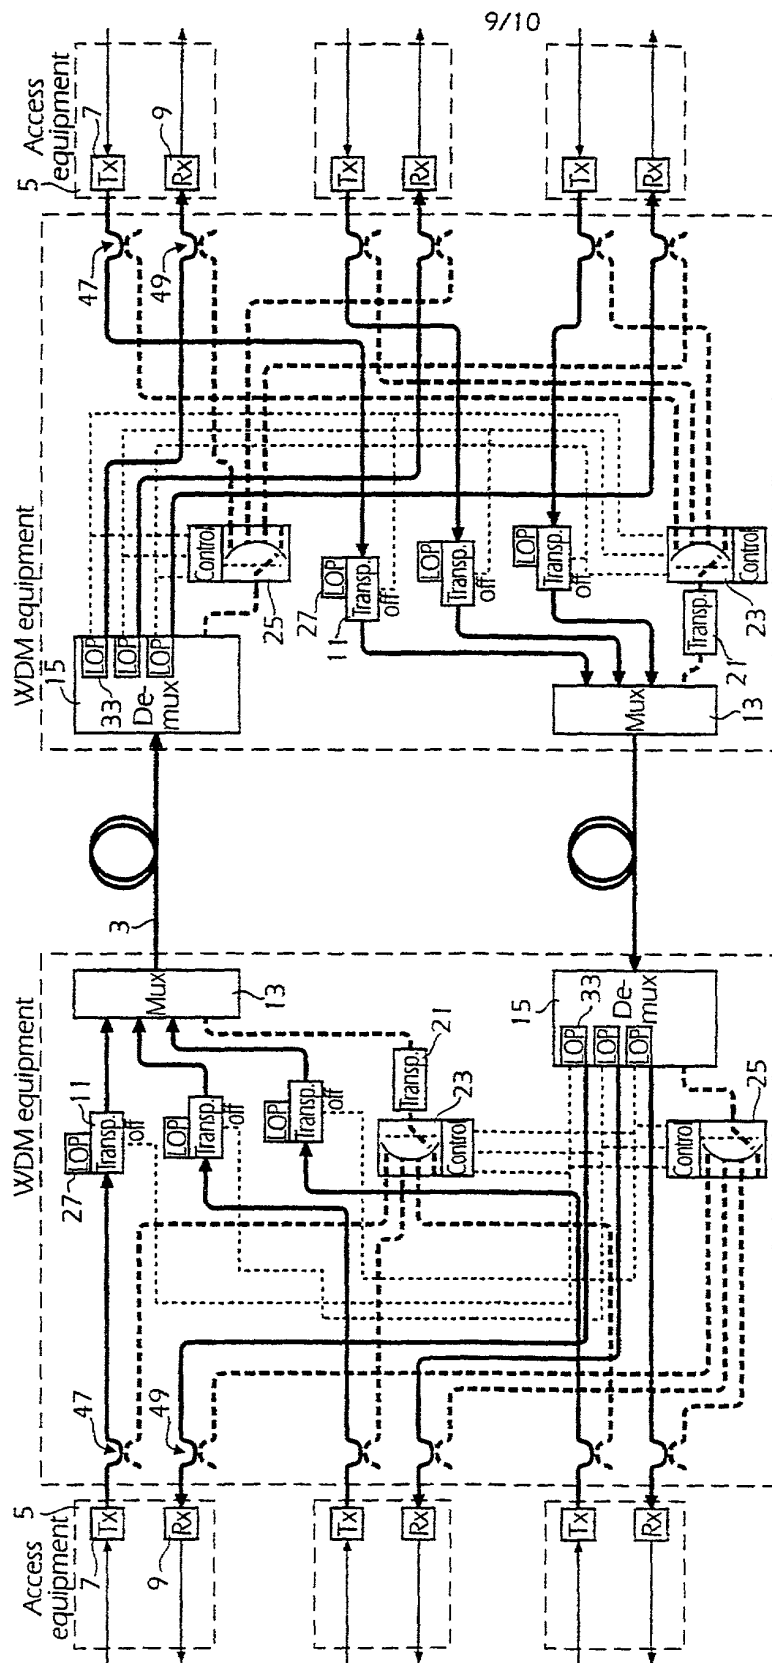 9/10
Access
equipment
5
7
Tx
9
Rx
Tx
Rx
Tx
Rx
47
49
WDM equipment
15
33
LOP
LOP
LOP
De-
mux
Control
25
27
LOP
Transp.
11
off
LOP
Transp.
off
LOP
Transp.
off
23
Control
Transp.
21
Mux
13
3
WDM equipment
Mux
13
27
LOP
11
Transp.
off
LOP
Transp.
off
LOP
Transp.
off
21
Transp.
23
Control
15
33
De-
mux
LOP
LOP
LOP
25
Control
47
49
Access
equipment
5
7
Tx
9
Rx
Tx
Rx
Tx
Rx